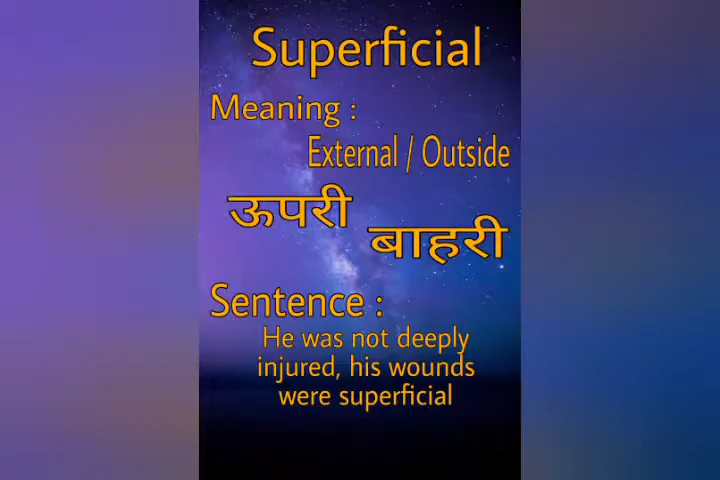 Superficial
Meaning :
External / Outside
ऊपरी
बाहरी
Sentence :
He was not deeply
injured, his wounds
were superficial